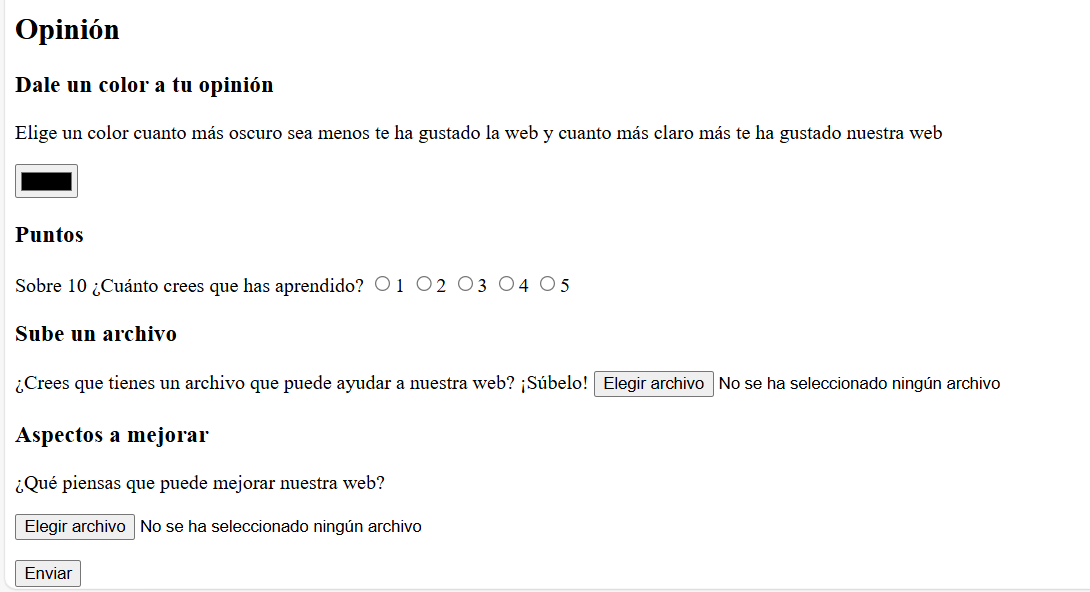 Opinión
Dale un color a tu opinión
Elige un color cuanto más oscuro sea menos te ha gustado la web y cuanto más claro más te ha gustado nuestra web
Puntos
Sobre 10 ¿Cuánto crees que has aprendido? 1 2 3 4 5
Sube un archivo
¿Crees que tienes un archivo que puede ayudar a nuestra web? ¡Súbelo! Elegir archivo No se ha seleccionado ningún archivo
Aspectos a mejorar
¿Qué piensas que puede mejorar nuestra web?
Elegir archivo No se ha seleccionado ningún archivo
Enviar